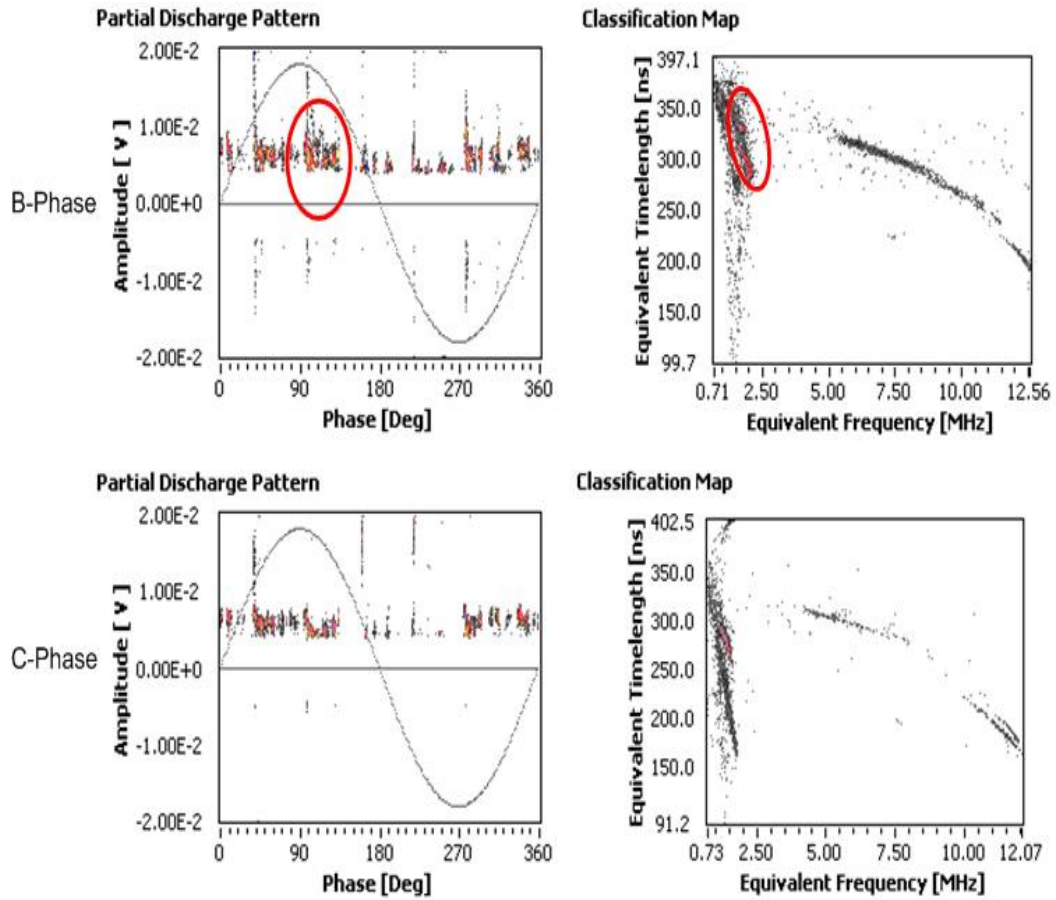 Partial Discharge Pattern
Classification Map
B-Phase
Amplitude [ V ]
2.00E-2
1.00E-2
0.00E+0
-1.00E-2
-2.00E-2
0 90 180 270 360
Phase [Deg]
Equivalent Timelength [ns]
397.1
350.0
300.0
250.0
200.0
150.0
99.7
0.71 2.50 5.00 7.50 10.00 12.56
Equivalent Frequency [MHz]
Partial Discharge Pattern
Classification Map
C-Phase
Amplitude [ V ]
2.00E-2
1.00E-2
0.00E+0
-1.00E-2
-2.00E-2
0 90 180 270 360
Phase [Deg]
Equivalent Timelength [ns]
402.5
350.0
300.0
250.0
200.0
150.0
91.2
0.73 2.50 5.00 7.50 10.00 12.07
Equivalent Frequency [MHz]